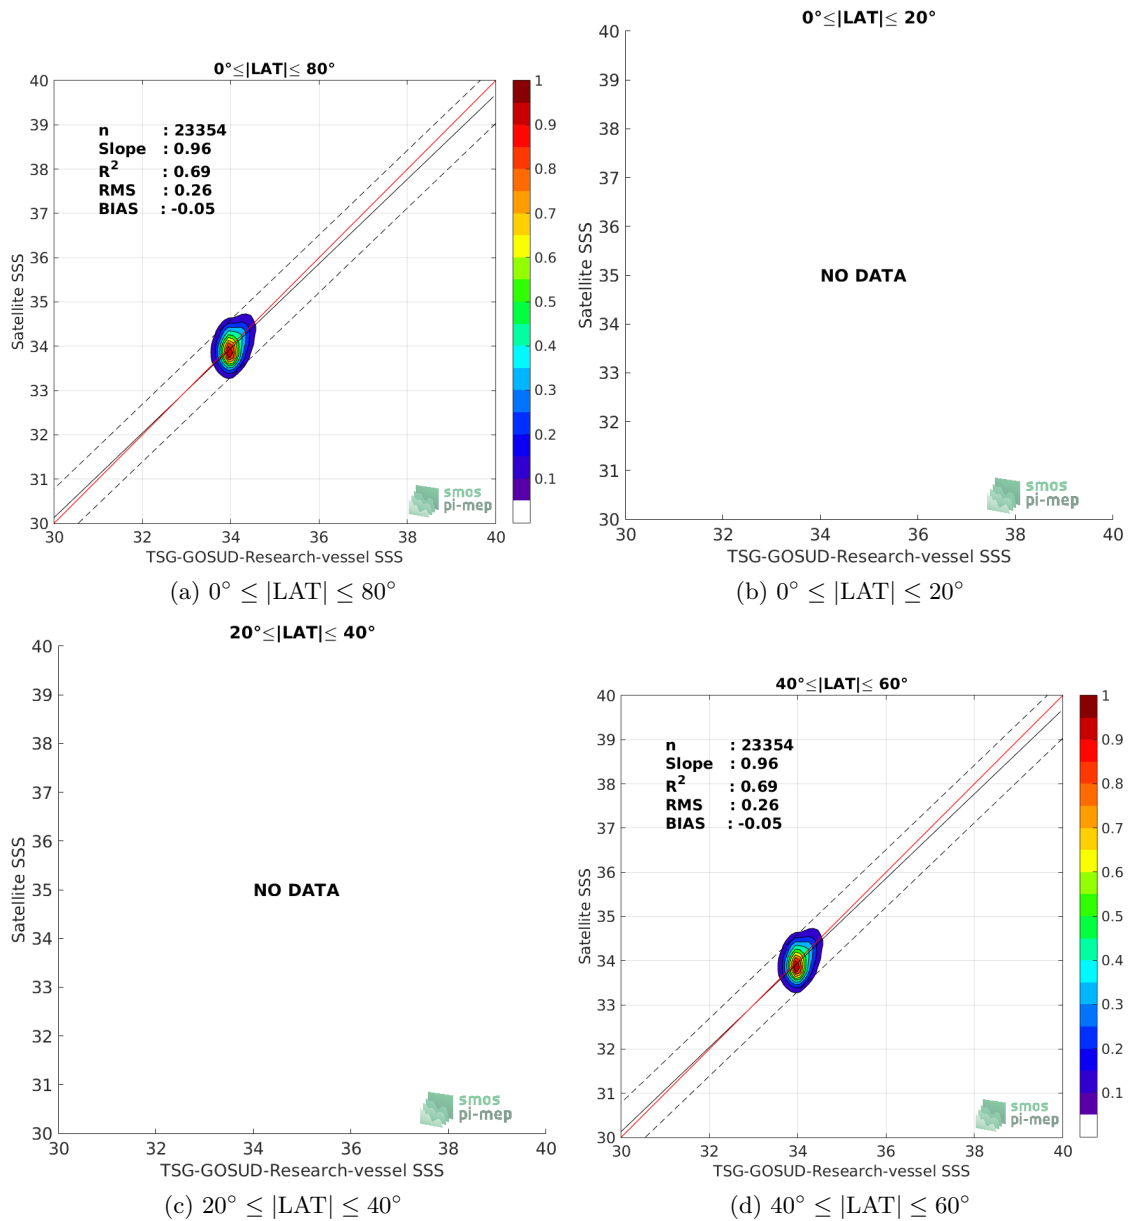 0°≤|LAT|≤ 80°
40
39
38
37
36
35
34
33
32
31
30
30
32
34
36
38
40
Satellite SSS
TSG-GOSUD-Research-vessel SSS
n : 23354
Slope : 0.96
R² : 0.69
RMS : 0.26
BIAS : -0.05
1
0.9
0.8
0.7
0.6
0.5
0.4
0.3
0.2
0.1
smos
pi-mep
(a) 0° ≤ |LAT| ≤ 80°
0°≤|LAT|≤ 20°
40
39
38
37
36
35
34
33
32
31
30
30
32
34
36
38
40
Satellite SSS
TSG-GOSUD-Research-vessel SSS
NO DATA
smos
pi-mep
(b) 0° ≤ |LAT| ≤ 20°
20°≤|LAT|≤ 40°
40
39
38
37
36
35
34
33
32
31
30
30
32
34
36
38
40
Satellite SSS
TSG-GOSUD-Research-vessel SSS
NO DATA
smos
pi-mep
(c) 20° ≤ |LAT| ≤ 40°
40°≤|LAT|≤ 60°
40
39
38
37
36
35
34
33
32
31
30
30
32
34
36
38
40
Satellite SSS
TSG-GOSUD-Research-vessel SSS
n : 23354
Slope : 0.96
R² : 0.69
RMS : 0.26
BIAS : -0.05
1
0.9
0.8
0.7
0.6
0.5
0.4
0.3
0.2
0.1
smos
pi-mep
(d) 40° ≤ |LAT| ≤ 60°